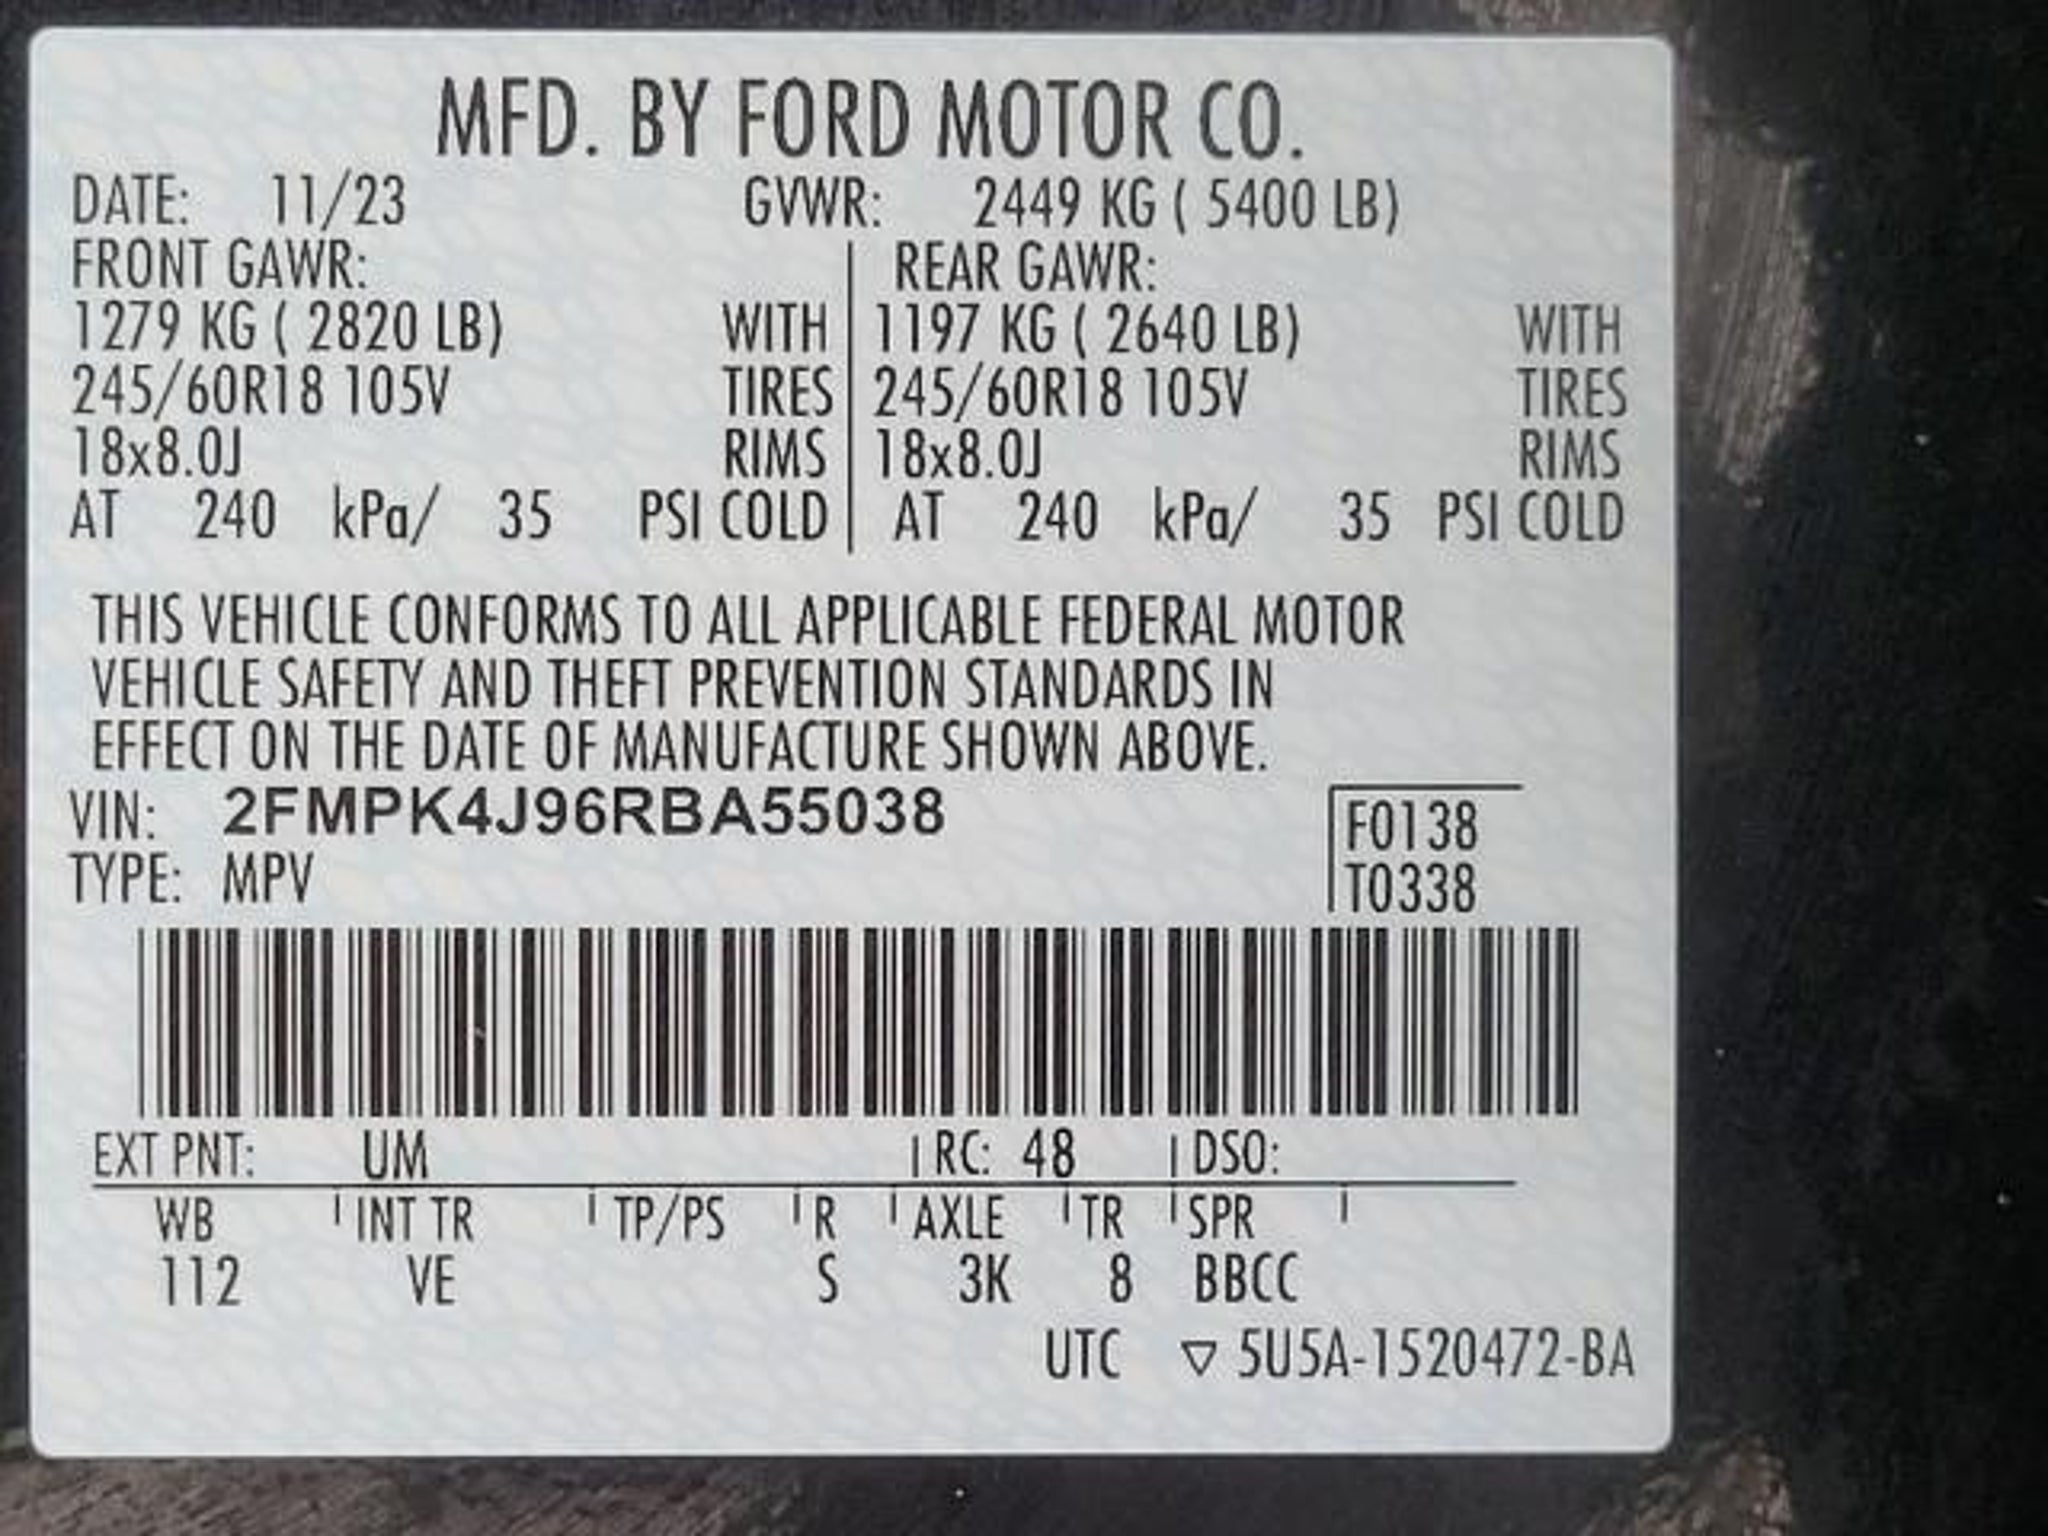 MFD. BY FORD MOTOR CO.
DATE: 11/23 GVWR: 2449 KG ( 5400 LB)
FRONT GAWR: REAR GAWR:
1279 KG ( 2820 LB) WITH 1197 KG ( 2640 LB) WITH
245/60R18 105V TIRES 245/60R18 105V TIRES
18x8.0J RIMS 18x8.0J RIMS
AT 240 kPa/ 35 PSI COLD AT 240 kPa/ 35 PSI COLD
THIS VEHICLE CONFORMS TO ALL APPLICABLE FEDERAL MOTOR
VEHICLE SAFETY AND THEFT PREVENTION STANDARDS IN
EFFECT ON THE DATE OF MANUFACTURE SHOWN ABOVE.
VIN: 2FMPK4J96RBA55038 F0138
TYPE: MPV T0338
EXT PNT: UM RC: 48 DSO:
WB INT TR TP/PS R AXLE TR SPR
112 VE S 3K 8 BBCC
UTC ▽ 5U5A-1520472-BA